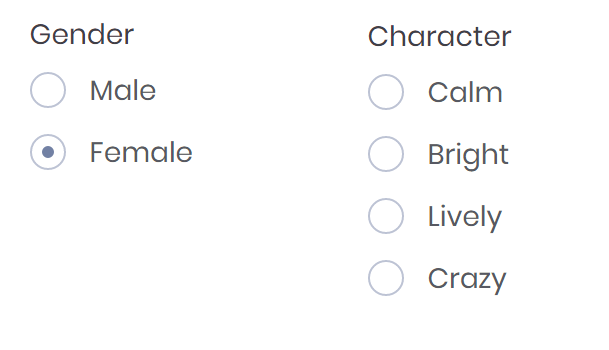 Gender
Male
Female
Character
Calm
Bright
Lively
Crazy